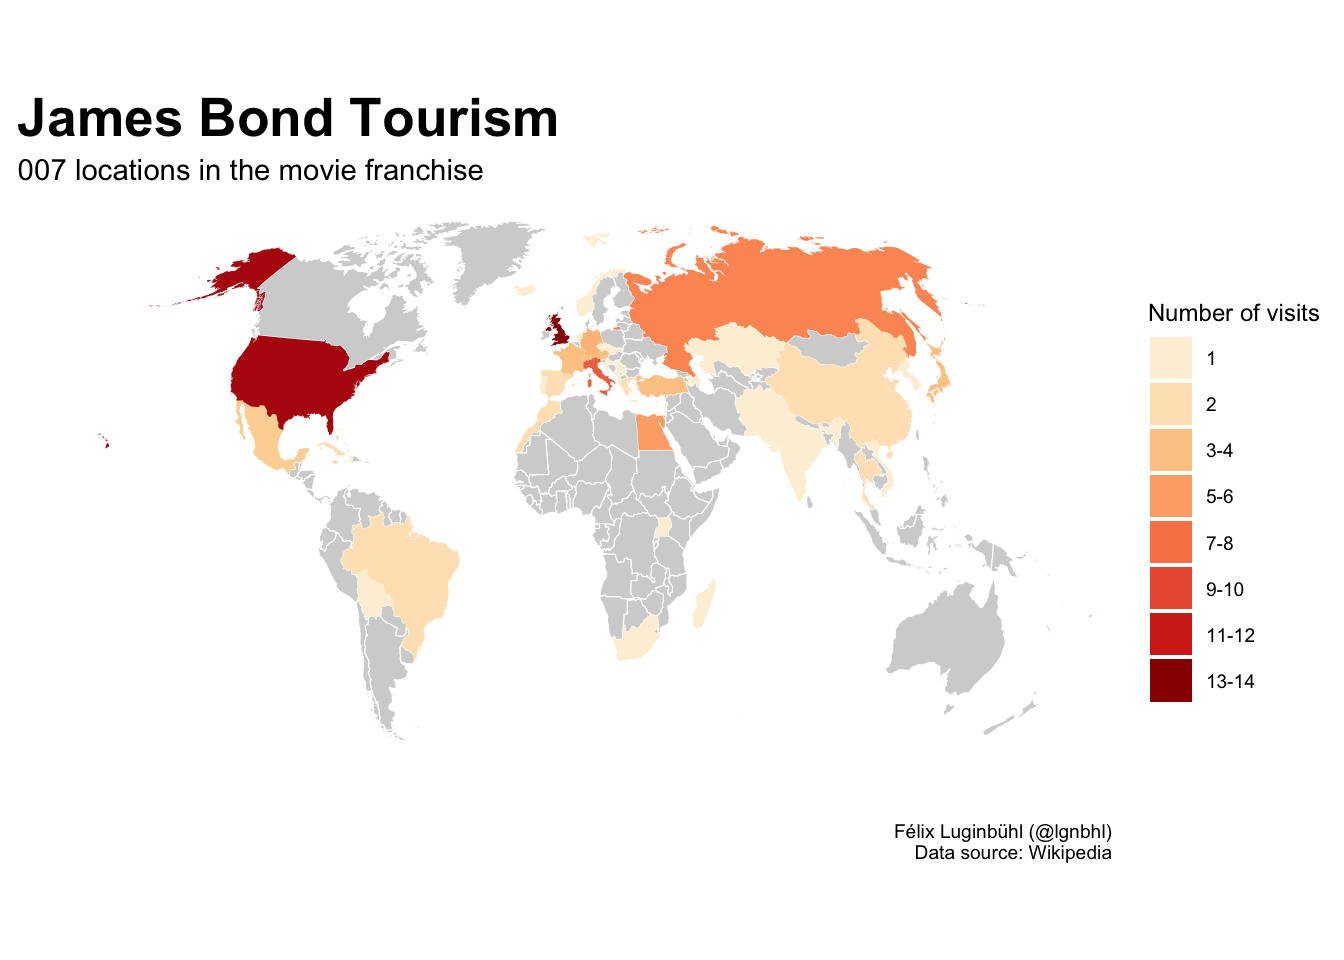 James Bond Tourism
007 locations in the movie franchise
Number of visits
1
2
3-4
5-6
7-8
9-10
11-12
13-14
Félix Luginbühl (@lgnbhl)
Data source: Wikipedia